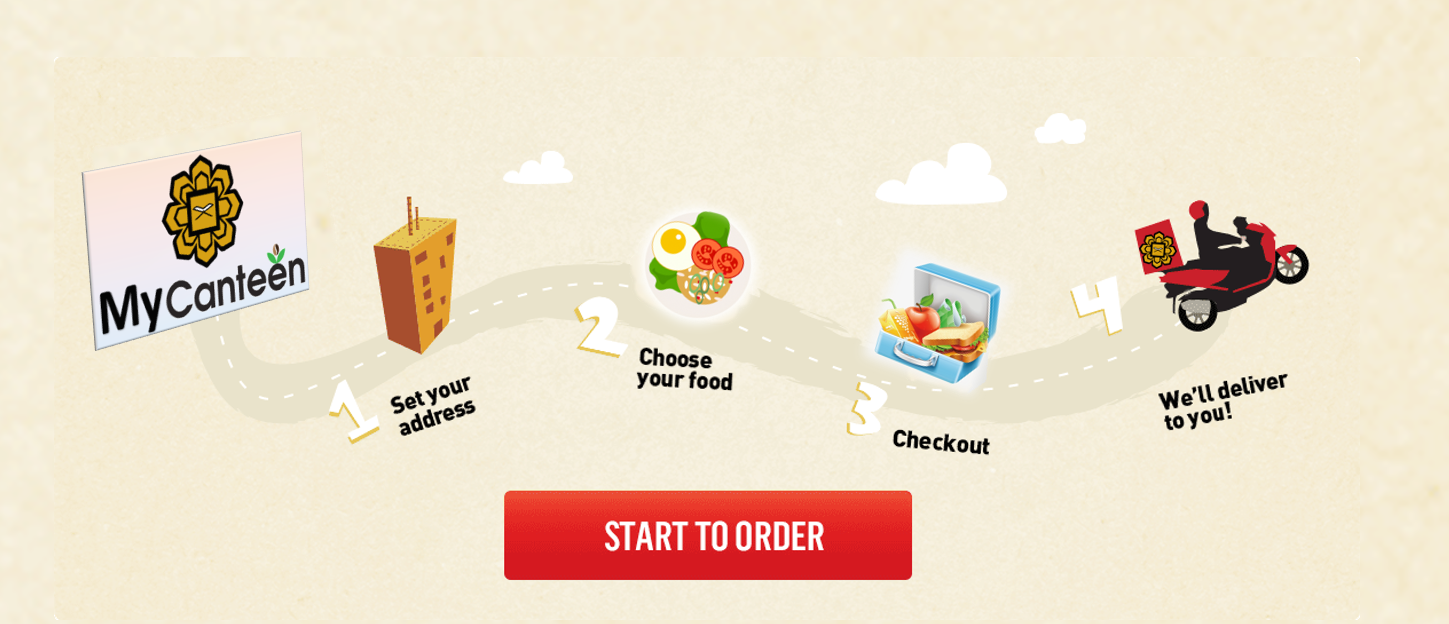 MyCanteen
1
Set your
address
2
Choose
your food
3
Checkout
4
We'll deliver
to you!
START TO ORDER